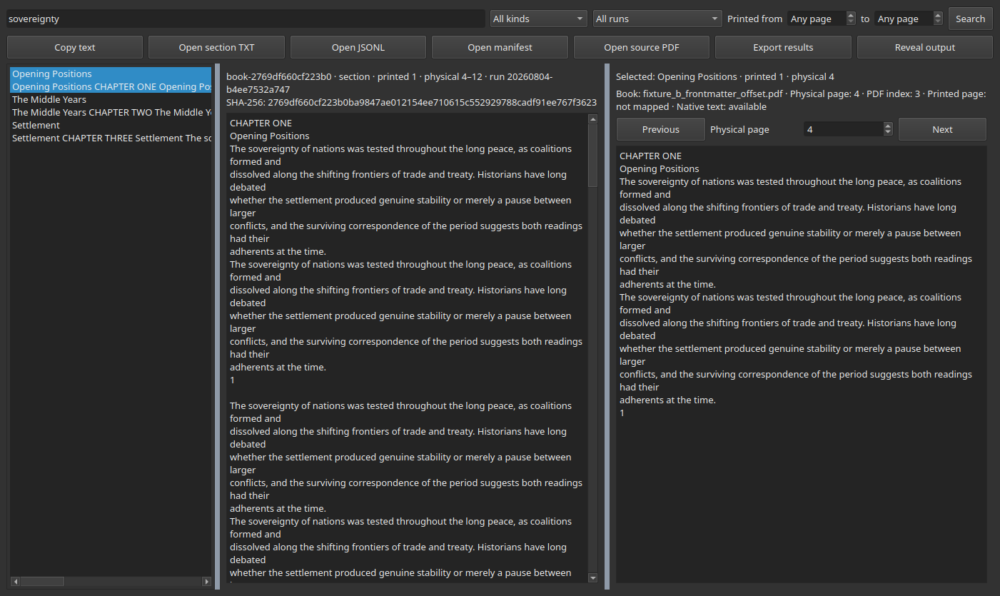 sovereignty
All kinds
All runs
Printed from
Any page
to
Any page
Search
Copy text
Open section TXT
Open JSONL
Open manifest
Open source PDF
Export results
Reveal output
Opening Positions
Opening Positions CHAPTER ONE Opening Po
The Middle Years
The Middle Years CHAPTER TWO The Middle Y
Settlement
Settlement CHAPTER THREE Settlement The so
book-2769df660cf223b0 · section · printed 1 · physical 4–12 · run 20260804-
b4ee7532a747
SHA-256: 2769df660cf223b0ba9847ae012154ee710615c552929788cadf91ee767f3623
CHAPTER ONE
Opening Positions
The sovereignty of nations was tested throughout the long peace, as coalitions
formed and
dissolved along the shifting frontiers of trade and treaty. Historians have long
debated
whether the settlement produced genuine stability or merely a pause between
larger
conflicts, and the surviving correspondence of the period suggests both readings
had their
adherents at the time.
The sovereignty of nations was tested throughout the long peace, as coalitions
formed and
dissolved along the shifting frontiers of trade and treaty. Historians have long
debated
whether the settlement produced genuine stability or merely a pause between
larger
conflicts, and the surviving correspondence of the period suggests both readings
had their
adherents at the time.
1
The sovereignty of nations was tested throughout the long peace, as coalitions
formed and
dissolved along the shifting frontiers of trade and treaty. Historians have long
debated
whether the settlement produced genuine stability or merely a pause between
larger
conflicts, and the surviving correspondence of the period suggests both readings
had their
adherents at the time.
The sovereignty of nations was tested throughout the long peace, as coalitions
formed and
dissolved along the shifting frontiers of trade and treaty. Historians have long
debated
whether the settlement produced genuine stability or merely a pause between
Selected: Opening Positions · printed 1 · physical 4
Book: fixture_b_frontmatter_offset.pdf · Physical page: 4 · PDF index: 3 · Printed page:
not mapped · Native text: available
Previous
Physical page
4
Next
CHAPTER ONE
Opening Positions
The sovereignty of nations was tested throughout the long peace, as coalitions
formed and
dissolved along the shifting frontiers of trade and treaty. Historians have long
debated
whether the settlement produced genuine stability or merely a pause between
larger
conflicts, and the surviving correspondence of the period suggests both readings
had their
adherents at the time.
The sovereignty of nations was tested throughout the long peace, as coalitions
formed and
dissolved along the shifting frontiers of trade and treaty. Historians have long
debated
whether the settlement produced genuine stability or merely a pause between
larger
conflicts, and the surviving correspondence of the period suggests both readings
had their
adherents at the time.
1